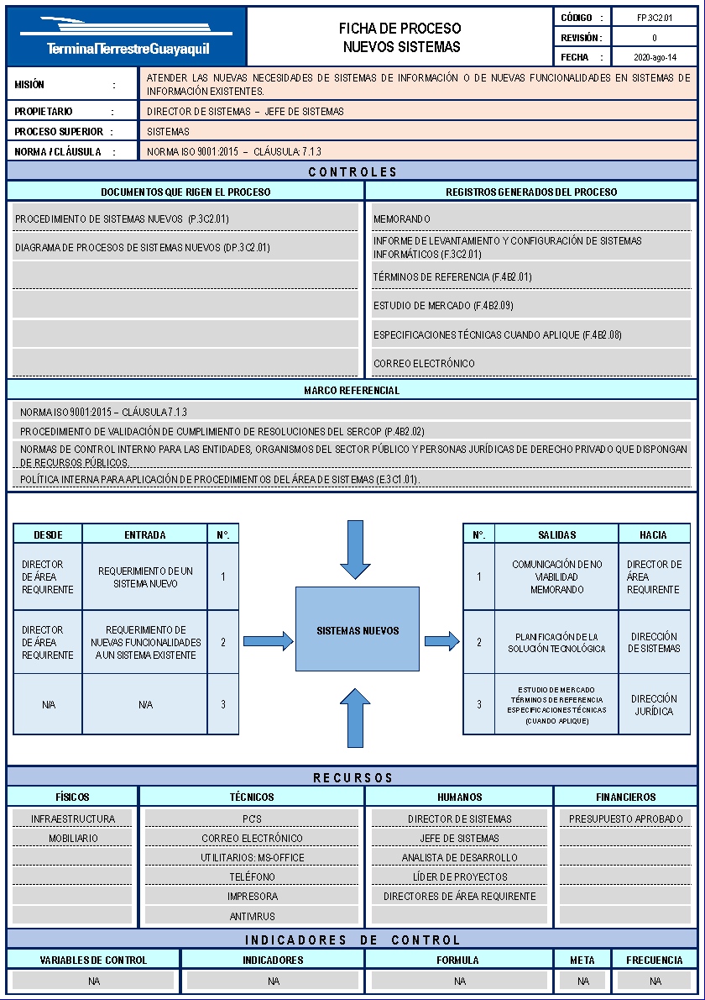 TerminalTerrestreGuayaquil
FICHA DE PROCESO
NUEVOS SISTEMAS
CÓDIGO : FP.3C2.01
REVISIÓN : 0
FECHA : 2020-ago-14
MISIÓN : ATENDER LAS NUEVAS NECESIDADES DE SISTEMAS DE INFORMACIÓN O DE NUEVAS FUNCIONALIDADES EN SISTEMAS DE
INFORMACIÓN EXISTENTES.
PROPIETARIO : DIRECTOR DE SISTEMAS – JEFE DE SISTEMAS
PROCESO SUPERIOR : SISTEMAS
NORMA / CLÁUSULA : NORMA ISO 9001:2015 – CLÁUSULA: 7.1.3
CONTROLES
DOCUMENTOS QUE RIGEN EL PROCESO
PROCEDIMIENTO DE SISTEMAS NUEVOS (P.3C2.01)
DIAGRAMA DE PROCESOS DE SISTEMAS NUEVOS (DP.3C2.01)
REGISTROS GENERADOS DEL PROCESO
MEMORANDO
INFORME DE LEVANTAMIENTO Y CONFIGURACIÓN DE SISTEMAS
INFORMÁTICOS (F.3C2.01)
TÉRMINOS DE REFERENCIA (F.4B2.01)
ESTUDIO DE MERCADO (F.4B2.09)
ESPECIFICACIONES TÉCNICAS CUANDO APLIQUE (F.4B2.08)
CORREO ELECTRÓNICO
MARCO REFERENCIAL
NORMA ISO 9001:2015 – CLÁUSULA 7.1.3
PROCEDIMIENTO DE VALIDACIÓN DE CUMPLIMIENTO DE RESOLUCIONES DEL SERCOP (P.4B2.02)
NORMAS DE CONTROL INTERNO PARA LAS ENTIDADES, ORGANISMOS DEL SECTOR PÚBLICO Y PERSONAS JURÍDICAS DE DERECHO PRIVADO QUE DISPONGAN
DE RECURSOS PÚBLICOS.
POLÍTICA INTERNA PARA APLICACIÓN DE PROCEDIMIENTOS DEL ÁREA DE SISTEMAS (E.3C1.01).
DESDE ENTRADA N°.
DIRECTOR
DE ÁREA
REQUIRENTE
REQUERIMIENTO DE UN
SISTEMA NUEVO
1
DIRECTOR
DE ÁREA
REQUIRENTE
REQUERIMIENTO DE
NUEVAS FUNCIONALIDADES
A UN SISTEMA EXISTENTE
2
N/A N/A 3
SISTEMAS NUEVOS
N°. SALIDAS HACIA
1
COMUNICACIÓN DE NO
VIABILIDAD
MEMORANDO
DIRECTOR DE
ÁREA
REQUIRENTE
2
PLANIFICACIÓN DE LA
SOLUCIÓN TECNOLÓGICA
DIRECCIÓN
DE SISTEMAS
3
ESTUDIO DE MERCADO
TÉRMINOS DE REFERENCIA
ESPECIFICACIONES TÉCNICAS
(CUANDO APLIQUE)
DIRECCIÓN
JURÍDICA
RECURSOS
FÍSICOS TÉCNICOS HUMANOS FINANCIEROS
INFRAESTRUCTURA PC'S DIRECTOR DE SISTEMAS PRESUPUESTO APROBADO
MOBILIARIO CORREO ELECTRÓNICO JEFE DE SISTEMAS
UTILITARIOS: MS-OFFICE ANALISTA DE DESARROLLO
TELÉFONO LÍDER DE PROYECTOS
IMPRESORA DIRECTORES DE ÁREA REQUIRENTE
ANTIVIRUS
INDICADORES DE CONTROL
VARIABLES DE CONTROL INDICADORES FORMULA META FRECUENCIA
NA NA NA NA NA